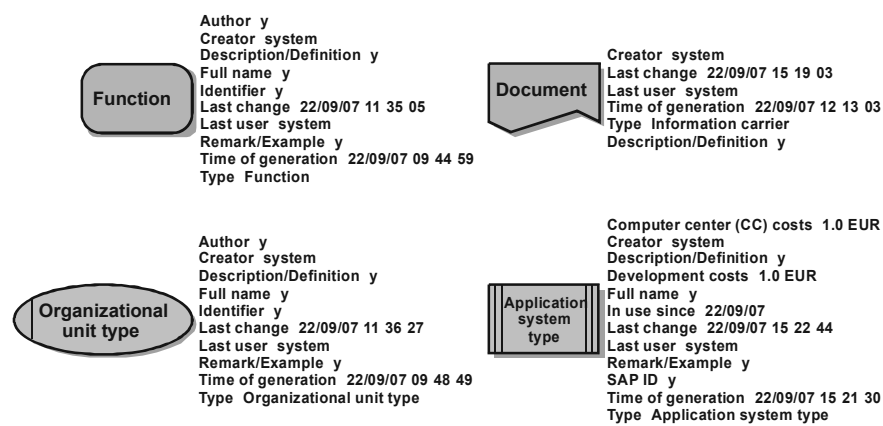 Function
Author y
Creator system
Description/Definition y
Full name y
Identifier y
Last change 22/09/07 11 35 05
Last user system
Remark/Example y
Time of generation 22/09/07 09 44 59
Type Function
Document
Creator system
Last change 22/09/07 15 19 03
Last user system
Time of generation 22/09/07 12 13 03
Type Information carrier
Description/Definition y
Organizational
unit type
Author y
Creator system
Description/Definition y
Full name y
Identifier y
Last change 22/09/07 11 36 27
Last user system
Remark/Example y
Time of generation 22/09/07 09 48 49
Type Organizational unit type
Application
system
type
Computer center (CC) costs 1.0 EUR
Creator system
Description/Definition y
Development costs 1.0 EUR
Full name y
In use since 22/09/07
Last change 22/09/07 15 22 44
Last user system
Remark/Example y
SAP ID y
Time of generation 22/09/07 15 21 30
Type Application system type